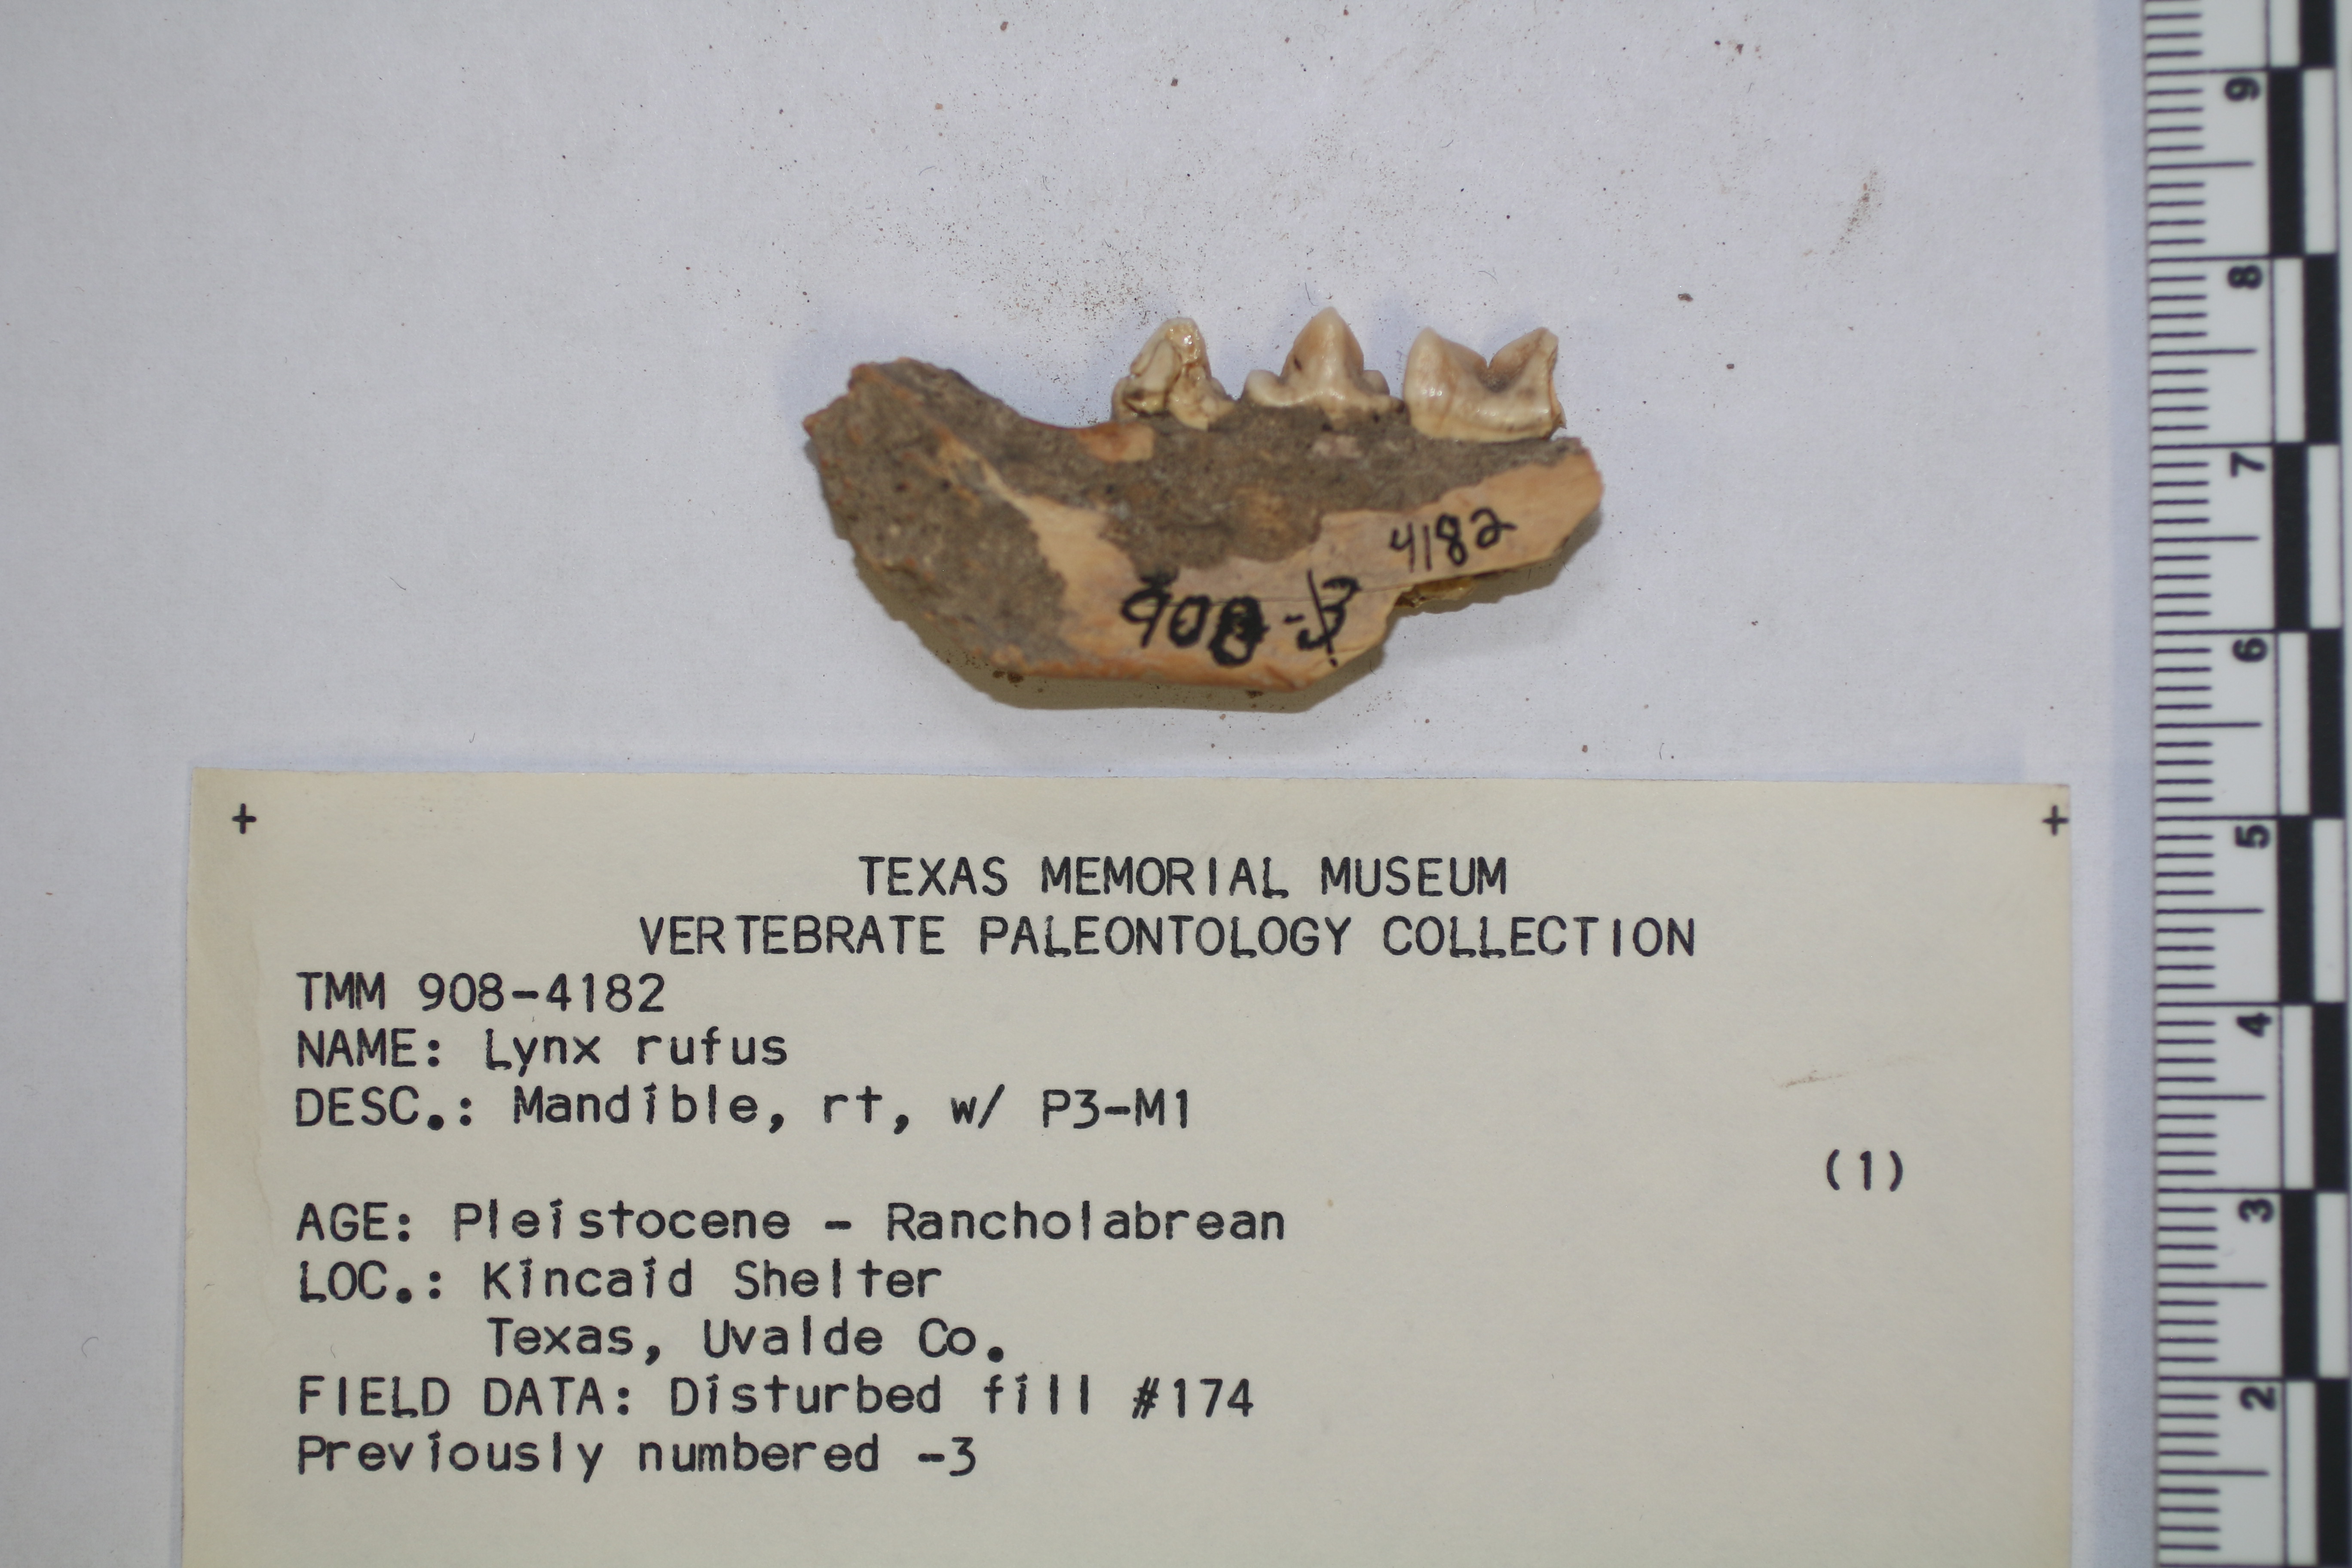 4182
908-3
9
8
7
6
5
4
3
2
+ +
TEXAS MEMORIAL MUSEUM
VERTEBRATE PALEONTOLOGY COLLECTION
TMM 908-4182
NAME: Lynx rufus
DESC.: Mandible, rt, w/ P3-M1
(1)
AGE: Pleistocene - Rancholabrean
LOC.: Kincaid Shelter
Texas, Uvalde Co.
FIELD DATA: Disturbed fill #174
Previously numbered -3